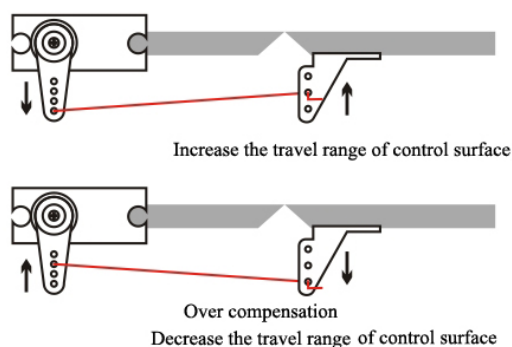 Increase the travel range of control surface
Over compensation
Decrease the travel range of control surface